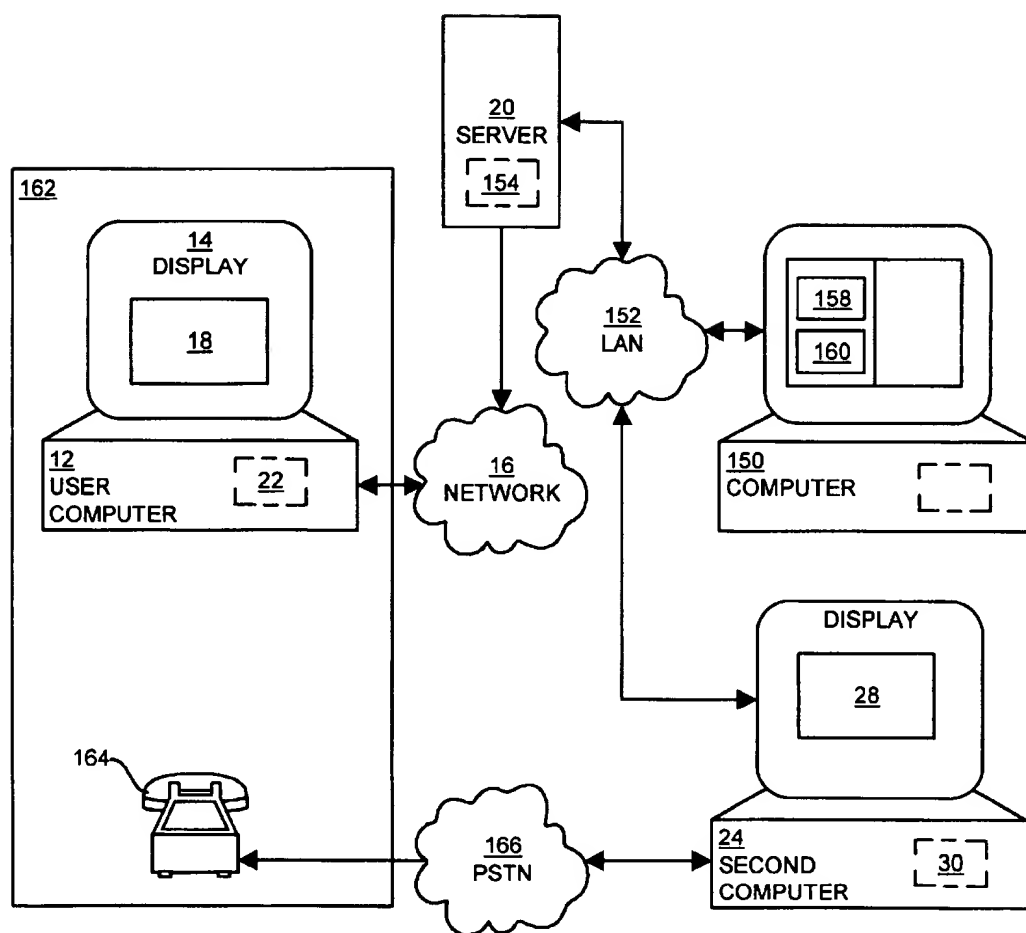 20
SERVER
154
162
14
DISPLAY
18
152
LAN
158
160
12
USER
COMPUTER
22
16
NETWORK
150
COMPUTER
DISPLAY
28
164
166
PSTN
24
SECOND
COMPUTER
30